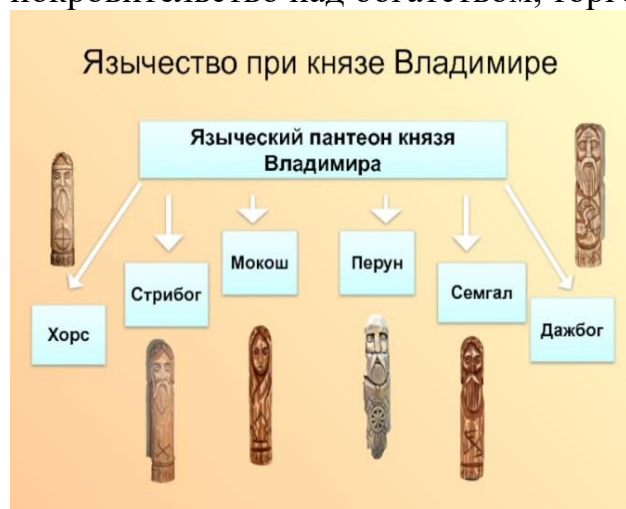 Язычество при князе Владимире
Языческий пантеон князя
Владимира
Мокош
Перун
Стрибог
Семгал
Хорс
Дажбог